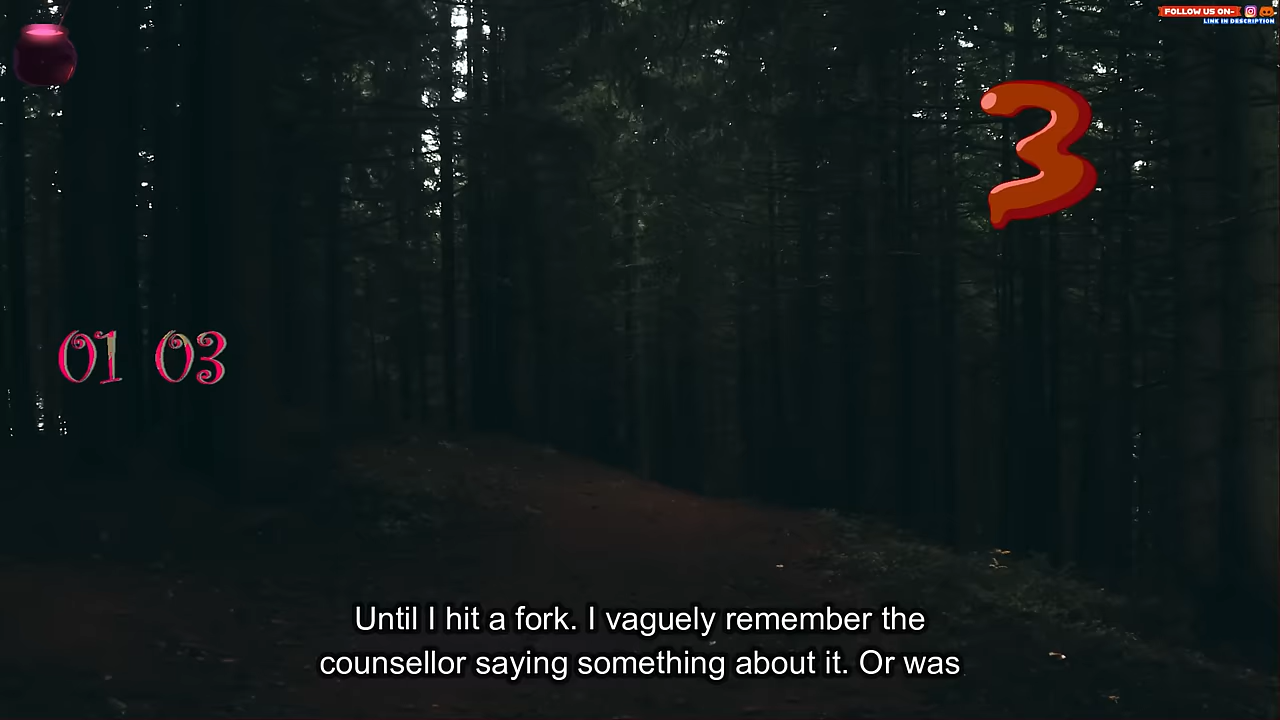 FOLLOW US ON-
LINK IN DESCRIPTION
3
01 03
Until I hit a fork. I vaguely remember the
counsellor saying something about it. Or was